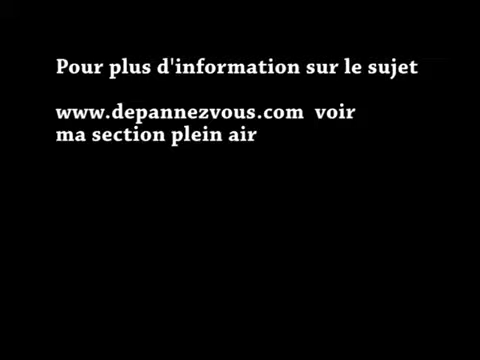 Pour plus d'information sur le sujet
www.depannezvous.com voir
ma section plein air